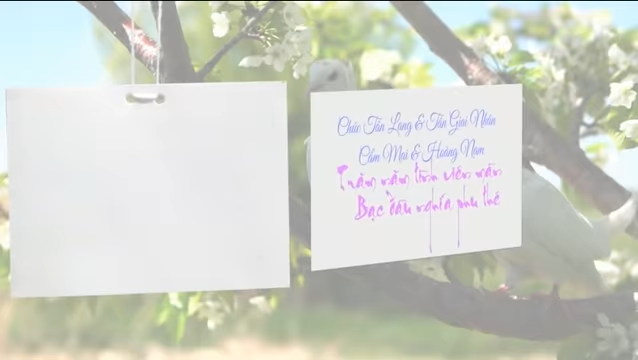 Chúc Tân Lang & Tân Giai Nhân
Cẩm Mai & Hoàng Nam
Trăm năm tình viên mãn
Bạc đầu nghĩa phu thê